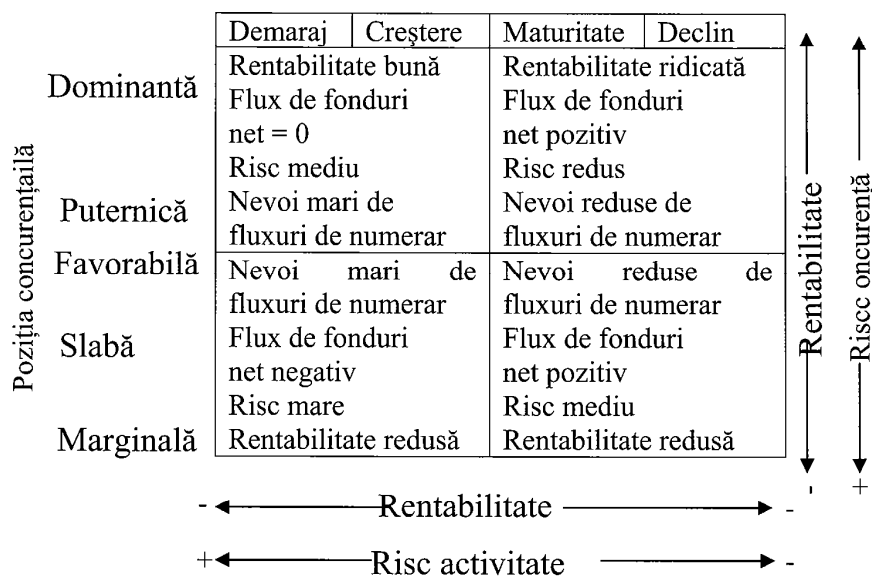 Demaraj Creştere Maturitate Declin
Dominantă
Rentabilitate bună
Flux de fonduri
net = 0
Risc mediu
Rentabilitate ridicată
Flux de fonduri
net pozitiv
Risc redus
Puternică
Nevoi mari de
fluxuri de numerar
Nevoi reduse de
fluxuri de numerar
Favorabilă
Nevoi mari de
fluxuri de numerar
Nevoi reduse de
fluxuri de numerar
Slabă
Flux de fonduri
net negativ
Risc mare
Flux de fonduri
net pozitiv
Risc mediu
Marginală
Rentabilitate redusă
Rentabilitate redusă
Poziția concurențailă
Rentabilitate
-
Riscc oncurență
+
- Rentabilitate -
+ Risc activitate -